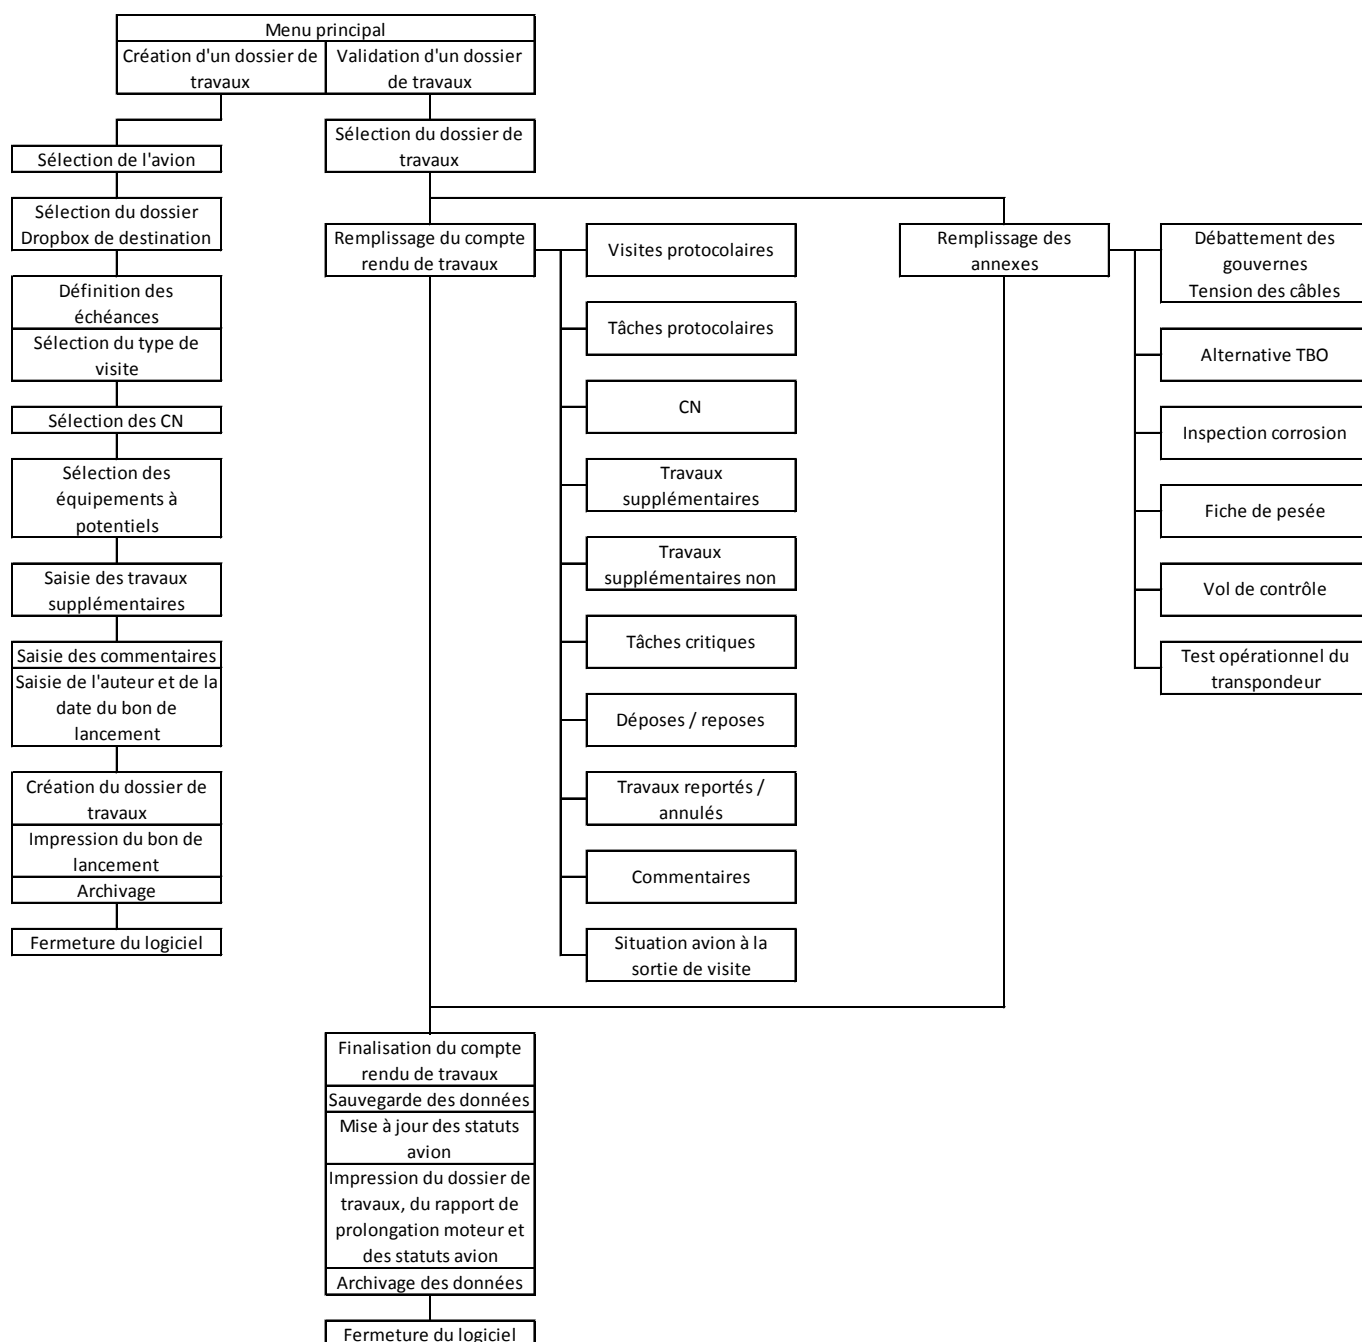 Menu principal
Création d'un dossier de
travaux
Validation d'un dossier
de travaux
Sélection de l'avion
Sélection du dossier
Dropbox de destination
Définition des
échéances
Sélection du type de
visite
Sélection des CN
Sélection des
équipements à
potentiels
Saisie des travaux
supplémentaires
Saisie des commentaires
Saisie de l'auteur et de la
date du bon de
lancement
Création du dossier de
travaux
Impression du bon de
lancement
Archivage
Fermeture du logiciel
Sélection du dossier de
travaux
Remplissage du compte
rendu de travaux
Visites protocolaires
Tâches protocolaires
CN
Travaux
supplémentaires
Travaux
supplémentaires non
Tâches critiques
Déposes / reposes
Travaux reportés /
annulés
Commentaires
Situation avion à la
sortie de visite
Remplissage des
annexes
Débattement des
gouvernes
Tension des câbles
Alternative TBO
Inspection corrosion
Fiche de pesée
Vol de contrôle
Test opérationnel du
transpondeur
Finalisation du compte
rendu de travaux
Sauvegarde des données
Mise à jour des statuts
avion
Impression du dossier de
travaux, du rapport de
prolongation moteur et
des statuts avion
Archivage des données
Fermeture du logiciel